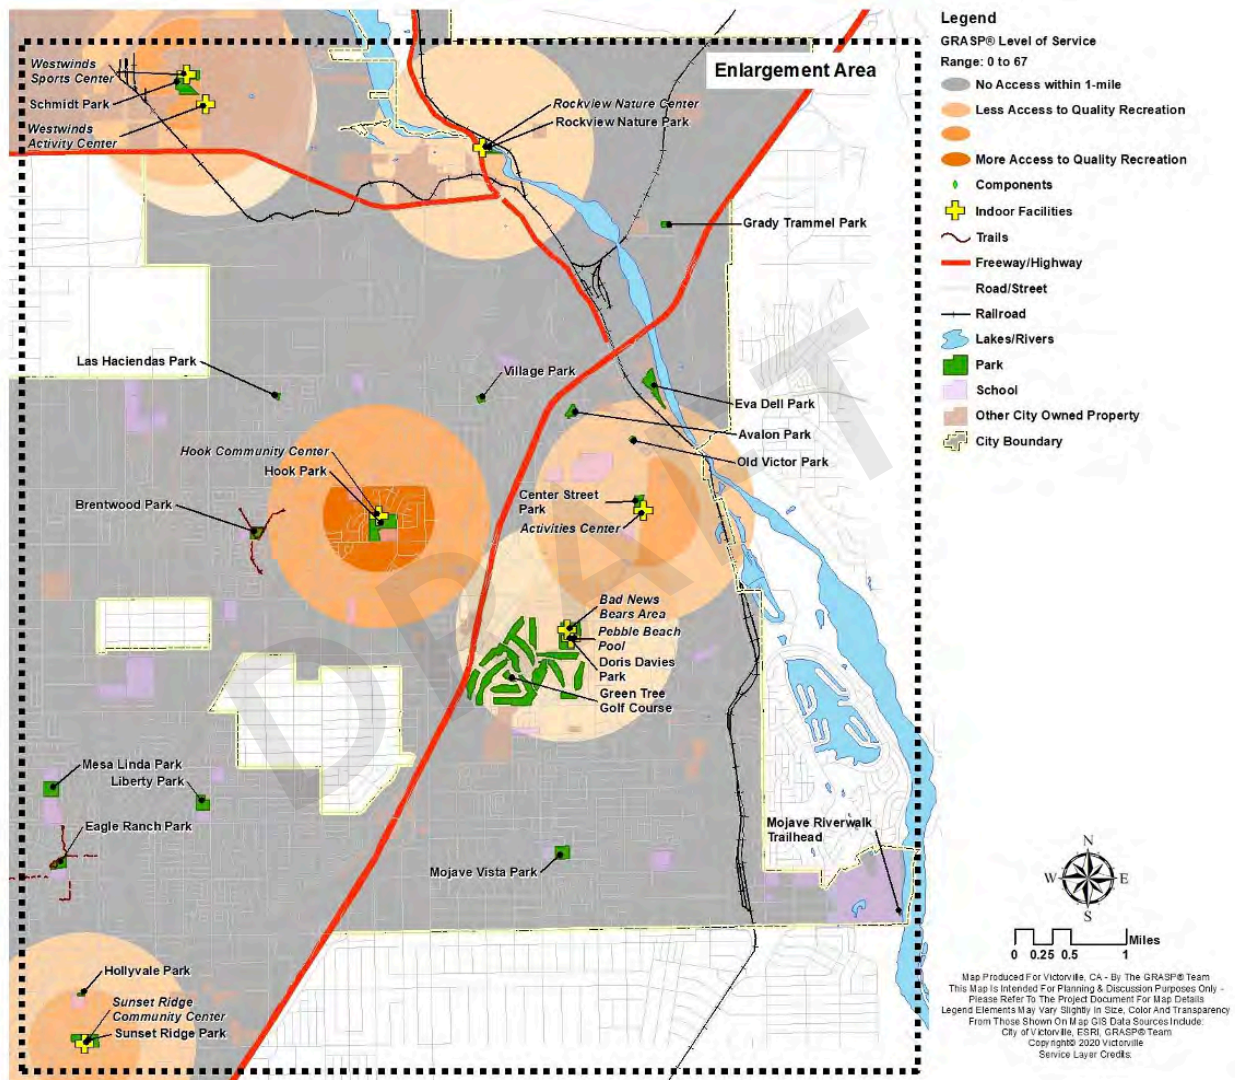 Legend
GRASP® Level of Service
Range: 0 to 67
No Access within 1-mile
Less Access to Quality Recreation
More Access to Quality Recreation
Components
Indoor Facilities
Trails
Freeway/Highway
Road/Street
Railroad
Lakes/Rivers
Park
School
Other City Owned Property
City Boundary
Enlargement Area
Westwinds
Sports Center
Schmidt Park
Westwinds
Activity Center
Rockview Nature Center
Rockview Nature Park
Grady Trammel Park
Las Haciendas Park
Village Park
Eva Dell Park
Avalon Park
Old Victor Park
Hook Community Center
Hook Park
Brentwood Park
Center Street
Park
Activities Center
Bad News
Bears Area
Pebble Beach
Pool
Doris Davies
Park
Green Tree
Golf Course
Mesa Linda Park
Liberty Park
Eagle Ranch Park
Mojave Vista Park
Mojave Riverwalk
Trailhead
Hollyvale Park
Sunset Ridge
Community Center
Sunset Ridge Park
DRAFT
N
W E
S
Miles
0 0.25 0.5 1
Map Produced For Victorville, CA - By The GRASP® Team
This Map Is Intended For Planning & Discussion Purposes Only -
Please Refer To The Project Document For Map Details
Legend Elements May Vary Slightly In Size, Color And Transparency
From Those Shown On Map GIS Data Sources Include:
City of Victorville, ESRI, GRASP® Team
Copyright© 2020 Victorville
Service Layer Credits: